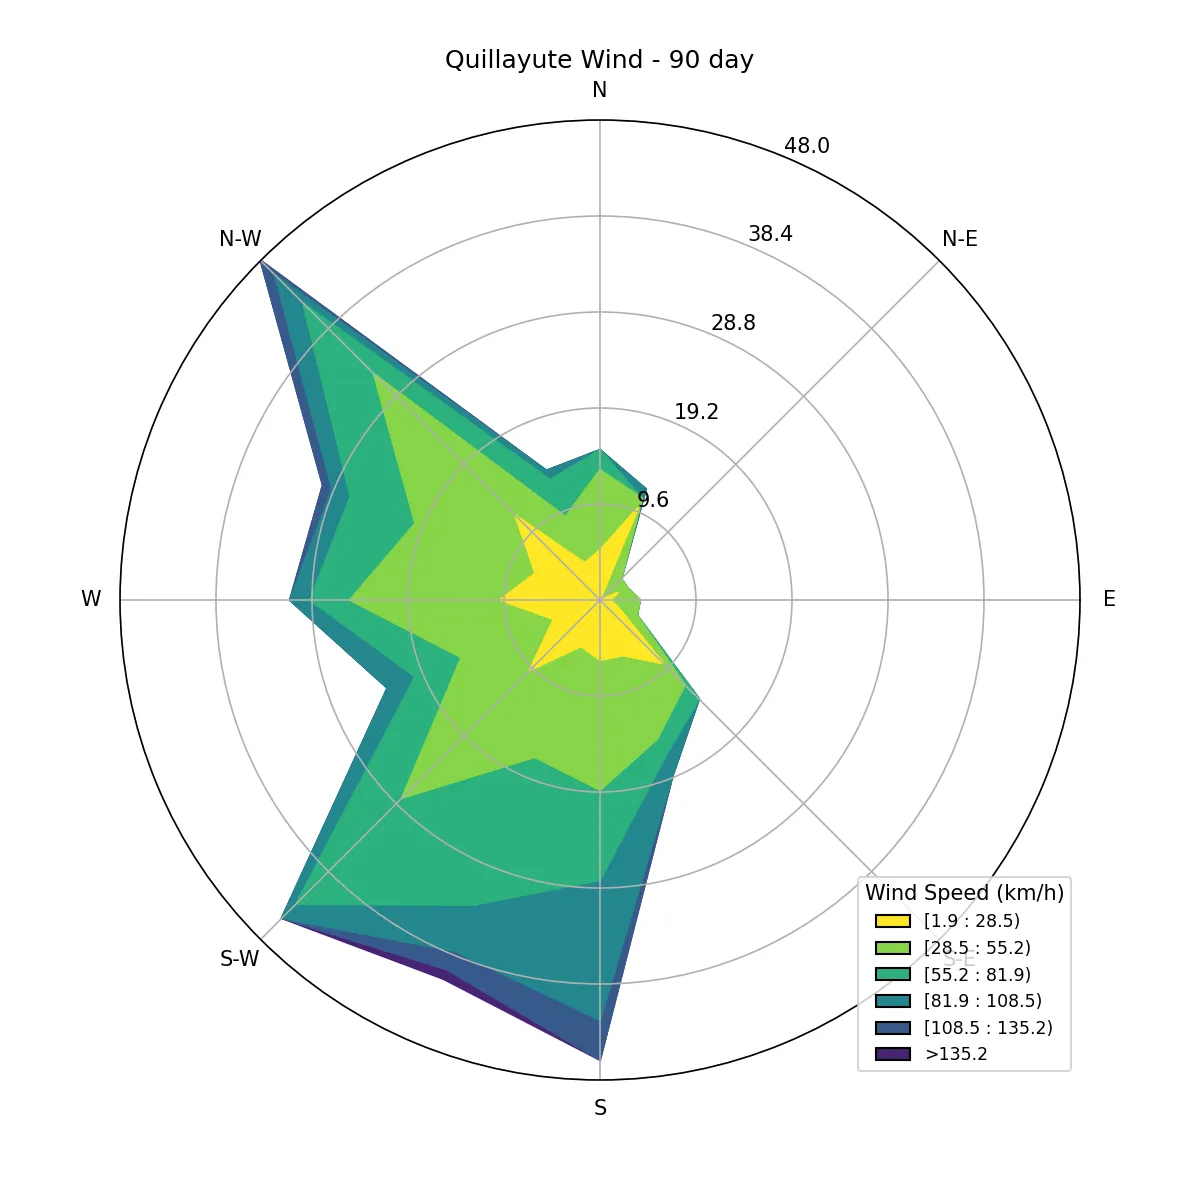 Quillayute Wind - 90 day
N
48.0
N-W
38.4
N-E
28.8
19.2
9.6
W
E
S-W
S-E
S
Wind Speed (km/h)
[1.9 : 28.5)
[28.5 : 55.2)
[55.2 : 81.9)
[81.9 : 108.5)
[108.5 : 135.2)
>135.2